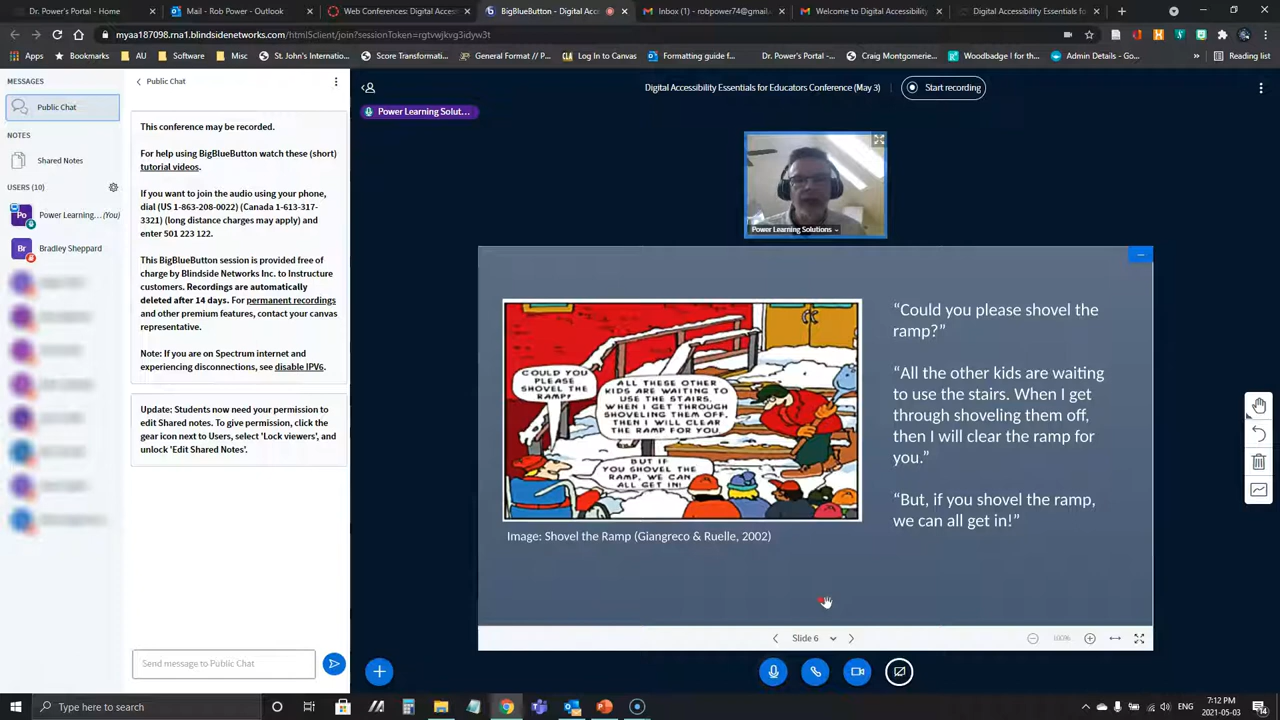 Dr. Power's Portal
Mail - Rob Power - Outlook
Web Conferences: Digital Access
BigBlueButton - Digital Ac
Inbox (1) - robpower74@gmail.
Welcome to Digital Accessibility
Digital Accessibility Essentials fo
myaa187098.rna1.blindsidenetworks.com/html5client/join?sessionToken=rgtvwjkvg3idyv3t
Apps
Bookmarks
AU
Software
Misc
St. John's Internati...
Score Transformati...
General Format // P...
Log In to Canvas
Formatting guide f...
Dr. Power's Portal -...
Craig Montgomerie...
Woodbadge I for th...
Admin Details - Go...
»
Reading list
MESSAGES
Public Chat
NOTES
Shared Notes
USERS (10)
Po
Power Learning... (You)
Br
Bradley Sheppard
Public Chat
This conference may be recorded.
For help using BigBlueButton watch these (short)
tutorial videos.
If you want to join the audio using your phone,
dial (US 1-863-208-0022) (Canada 1-613-317-
3321) (long distance charges may apply) and
enter 501 223 122.
This BigBlueButton session is provided free of
charge by Blindside Networks Inc. to Instructure
customers. Recordings are automatically
deleted after 14 days. For permanent recordings
and other premium features, contact your canvas
representative.
Note: If you are on Spectrum internet and
experiencing disconnections, see disable IPV6.
Update: Students now need your permission to
edit Shared notes. To give permission, click the
gear icon next to Users, select 'Lock viewers', and
unlock 'Edit Shared Notes'.
Send message to Public Chat
Digital Accessibility Essentials for Educators Conference (May 3)
Start recording
Power Learning Solut...
Power Learning Solutions
COULD YOU
PLEASE
SHOVEL THE
RAMP?
ALL THESE OTHER
KIDS ARE WAITING TO
USE THE STAIRS.
WHEN I GET THROUGH
SHOVELING THEM OFF,
THEN I WILL CLEAR
THE RAMP FOR YOU.
BUT IF
YOU SHOVEL THE
RAMP, WE CAN
ALL GET IN!
Image: Shovel the Ramp (Giangreco & Ruelle, 2002)
“Could you please shovel the
ramp?”
“All the other kids are waiting
to use the stairs. When I get
through shoveling them off,
then I will clear the ramp for
you.”
“But, if you shovel the ramp,
we can all get in!”
Slide 6
100%
Type here to search
ENG
7:12 PM
2021-05-03